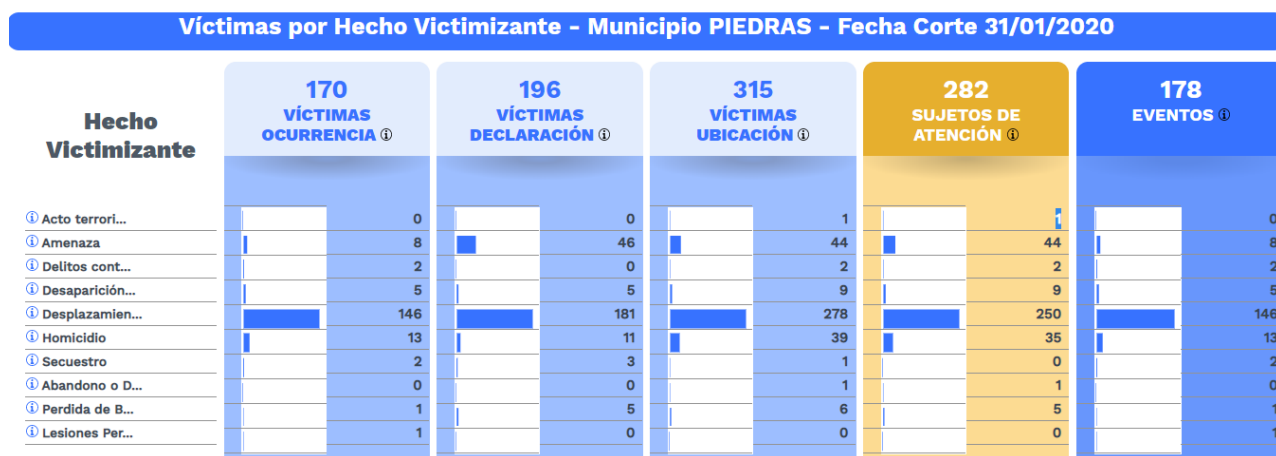 Víctimas por Hecho Victimizante - Municipio PIEDRAS - Fecha Corte 31/01/2020
Hecho
Victimizante
170
VÍCTIMAS
OCURRENCIA
196
VÍCTIMAS
DECLARACIÓN
315
VÍCTIMAS
UBICACIÓN
282
SUJETOS DE
ATENCIÓN
178
EVENTOS
Acto terrori... 0 0 1 1 0
Amenaza 8 46 44 44 8
Delitos cont... 2 0 2 2 2
Desaparición... 5 5 9 9 5
Desplazamien... 146 181 278 250 146
Homicidio 13 11 39 35 13
Secuestro 2 3 1 0 2
Abandono o D... 0 0 1 1 0
Perdida de B... 1 5 6 5 1
Lesiones Per... 1 0 0 0 1